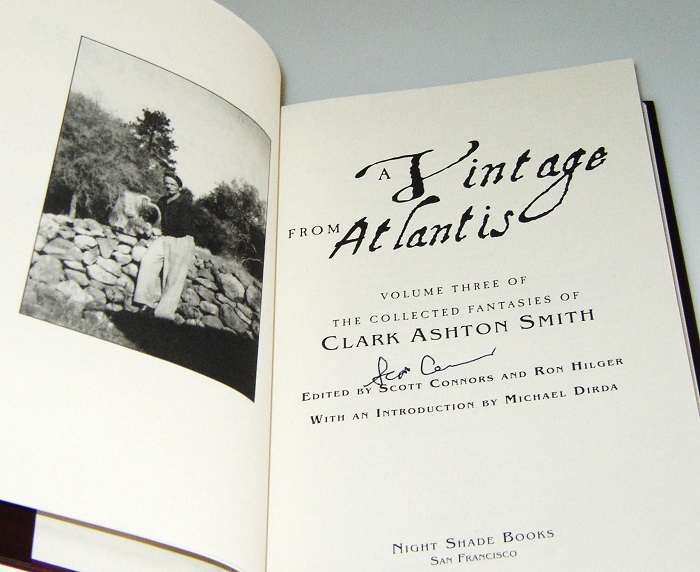 A Vintage
FROM Atlantis
VOLUME THREE OF
THE COLLECTED FANTASIES OF
CLARK ASHTON SMITH
EDITED BY SCOTT CONNORS AND RON HILGER
WITH AN INTRODUCTION BY MICHAEL DIRDA
NIGHT SHADE BOOKS
SAN FRANCISCO